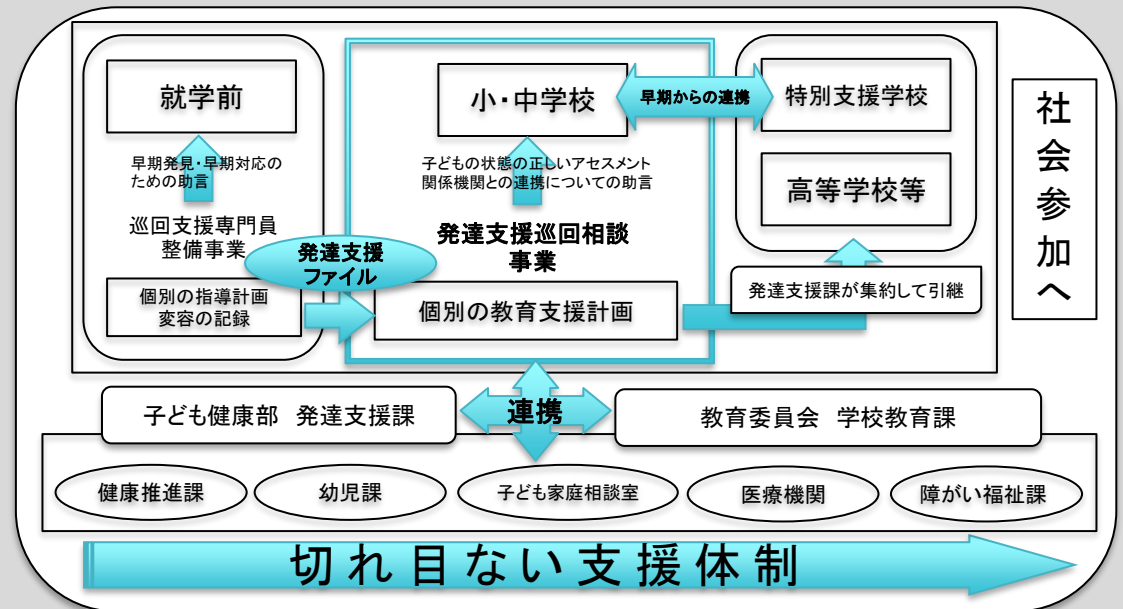 就学前
早期発見・早期対応の
ための助言
巡回支援専門員
整備事業
個別の指導計画
変容の記録
発達支援
ファイル
小・中学校
子どもの状態の正しいアセスメント
関係機関との連携についての助言
発達支援巡回相談
事業
個別の教育支援計画
早期からの連携
特別支援学校
高等学校等
発達支援課が集約して引継
社会参加へ
子ども健康部 発達支援課
連携
教育委員会 学校教育課
健康推進課
幼児課
子ども家庭相談室
医療機関
障がい福祉課
切れ目ない支援体制